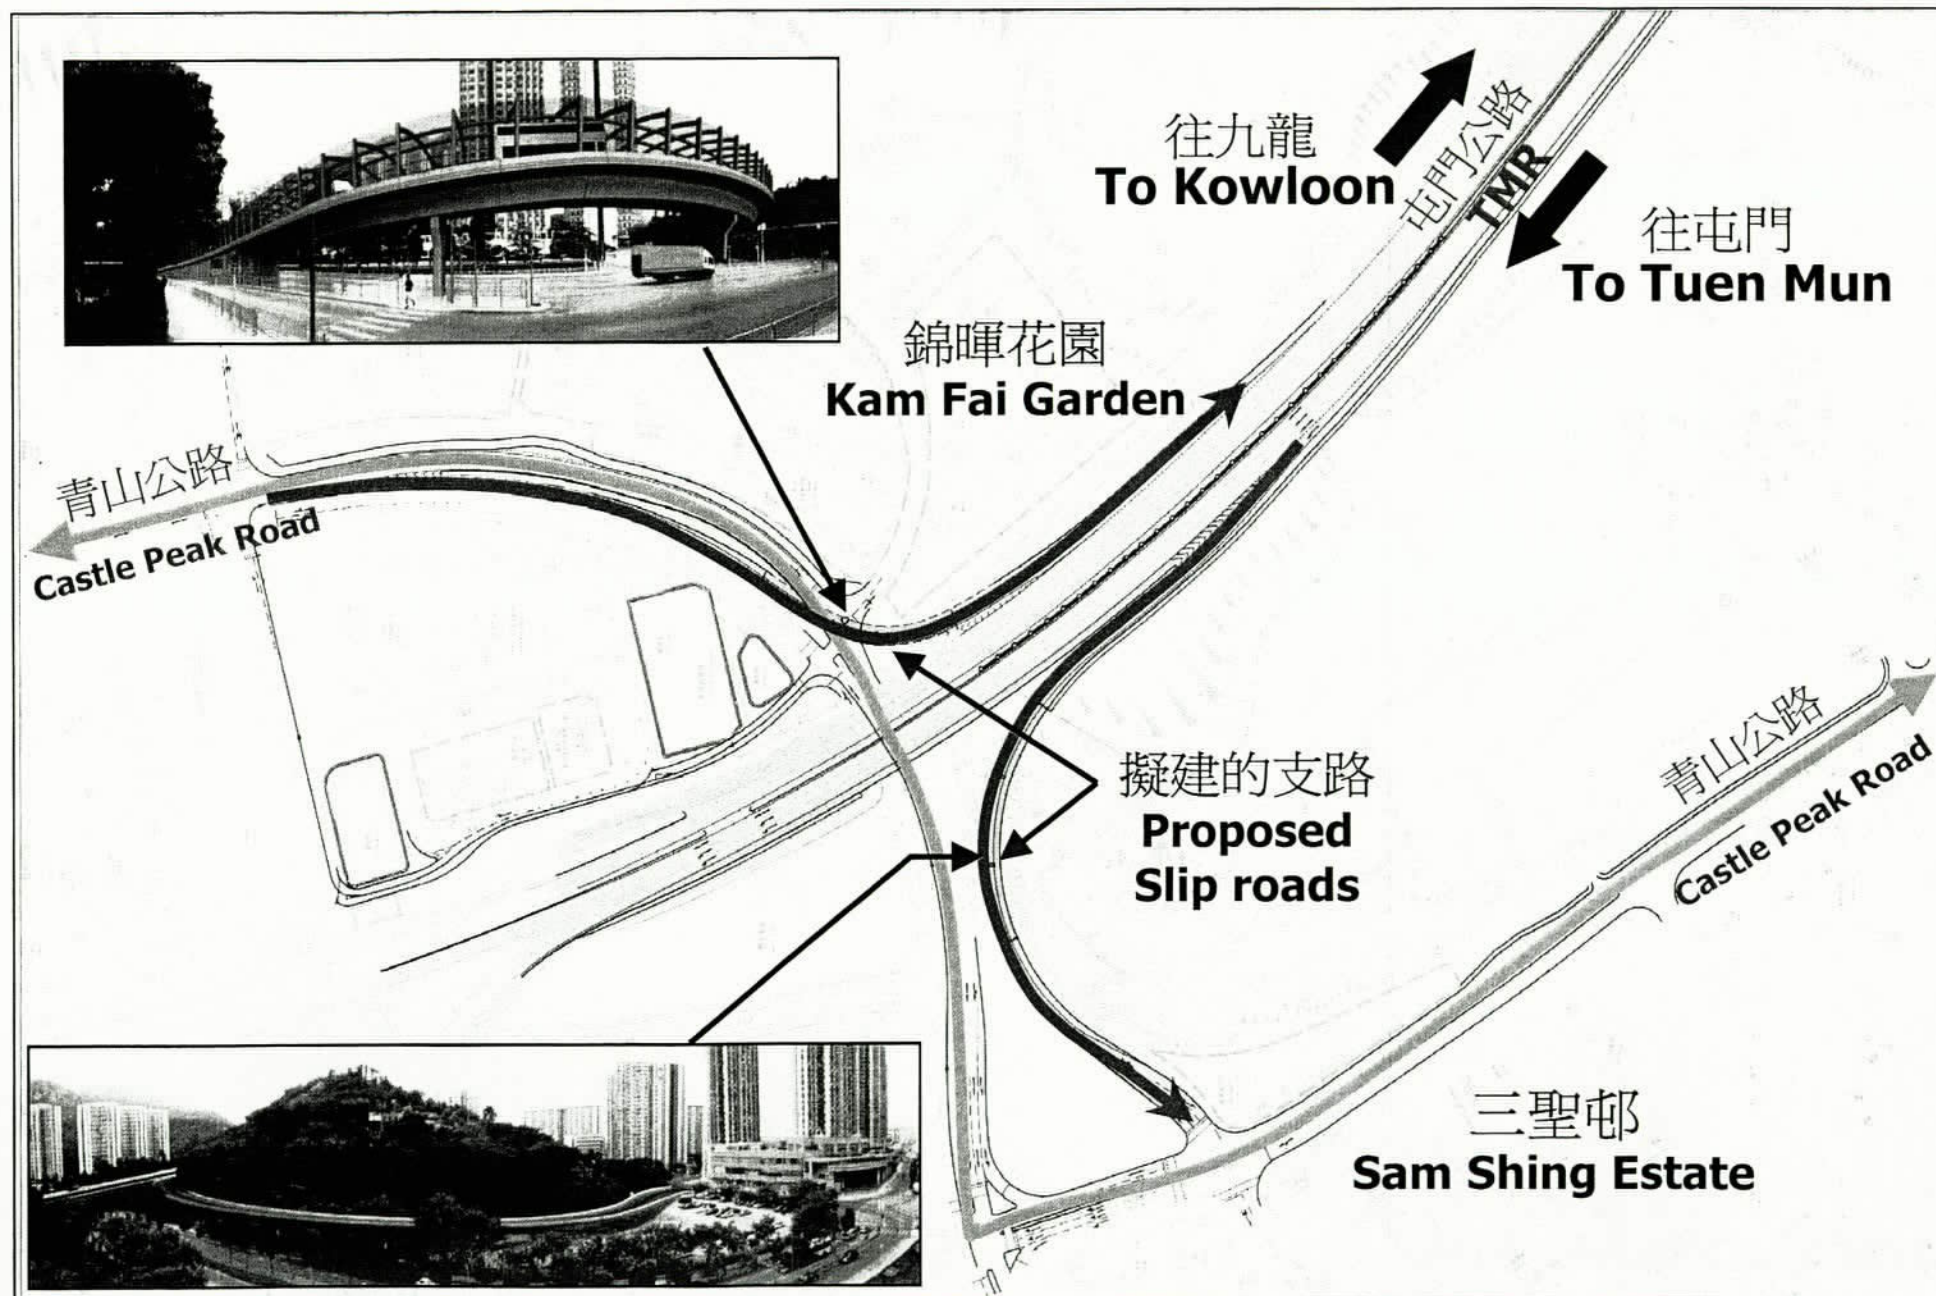 往九龍
To Kowloon
屯門公路
TMR
往屯門
To Tuen Mun
錦暉花園
Kam Fai Garden
青山公路
Castle Peak Road
擬建的支路
Proposed
Slip roads
青山公路
Castle Peak Road
三聖邨
Sam Shing Estate